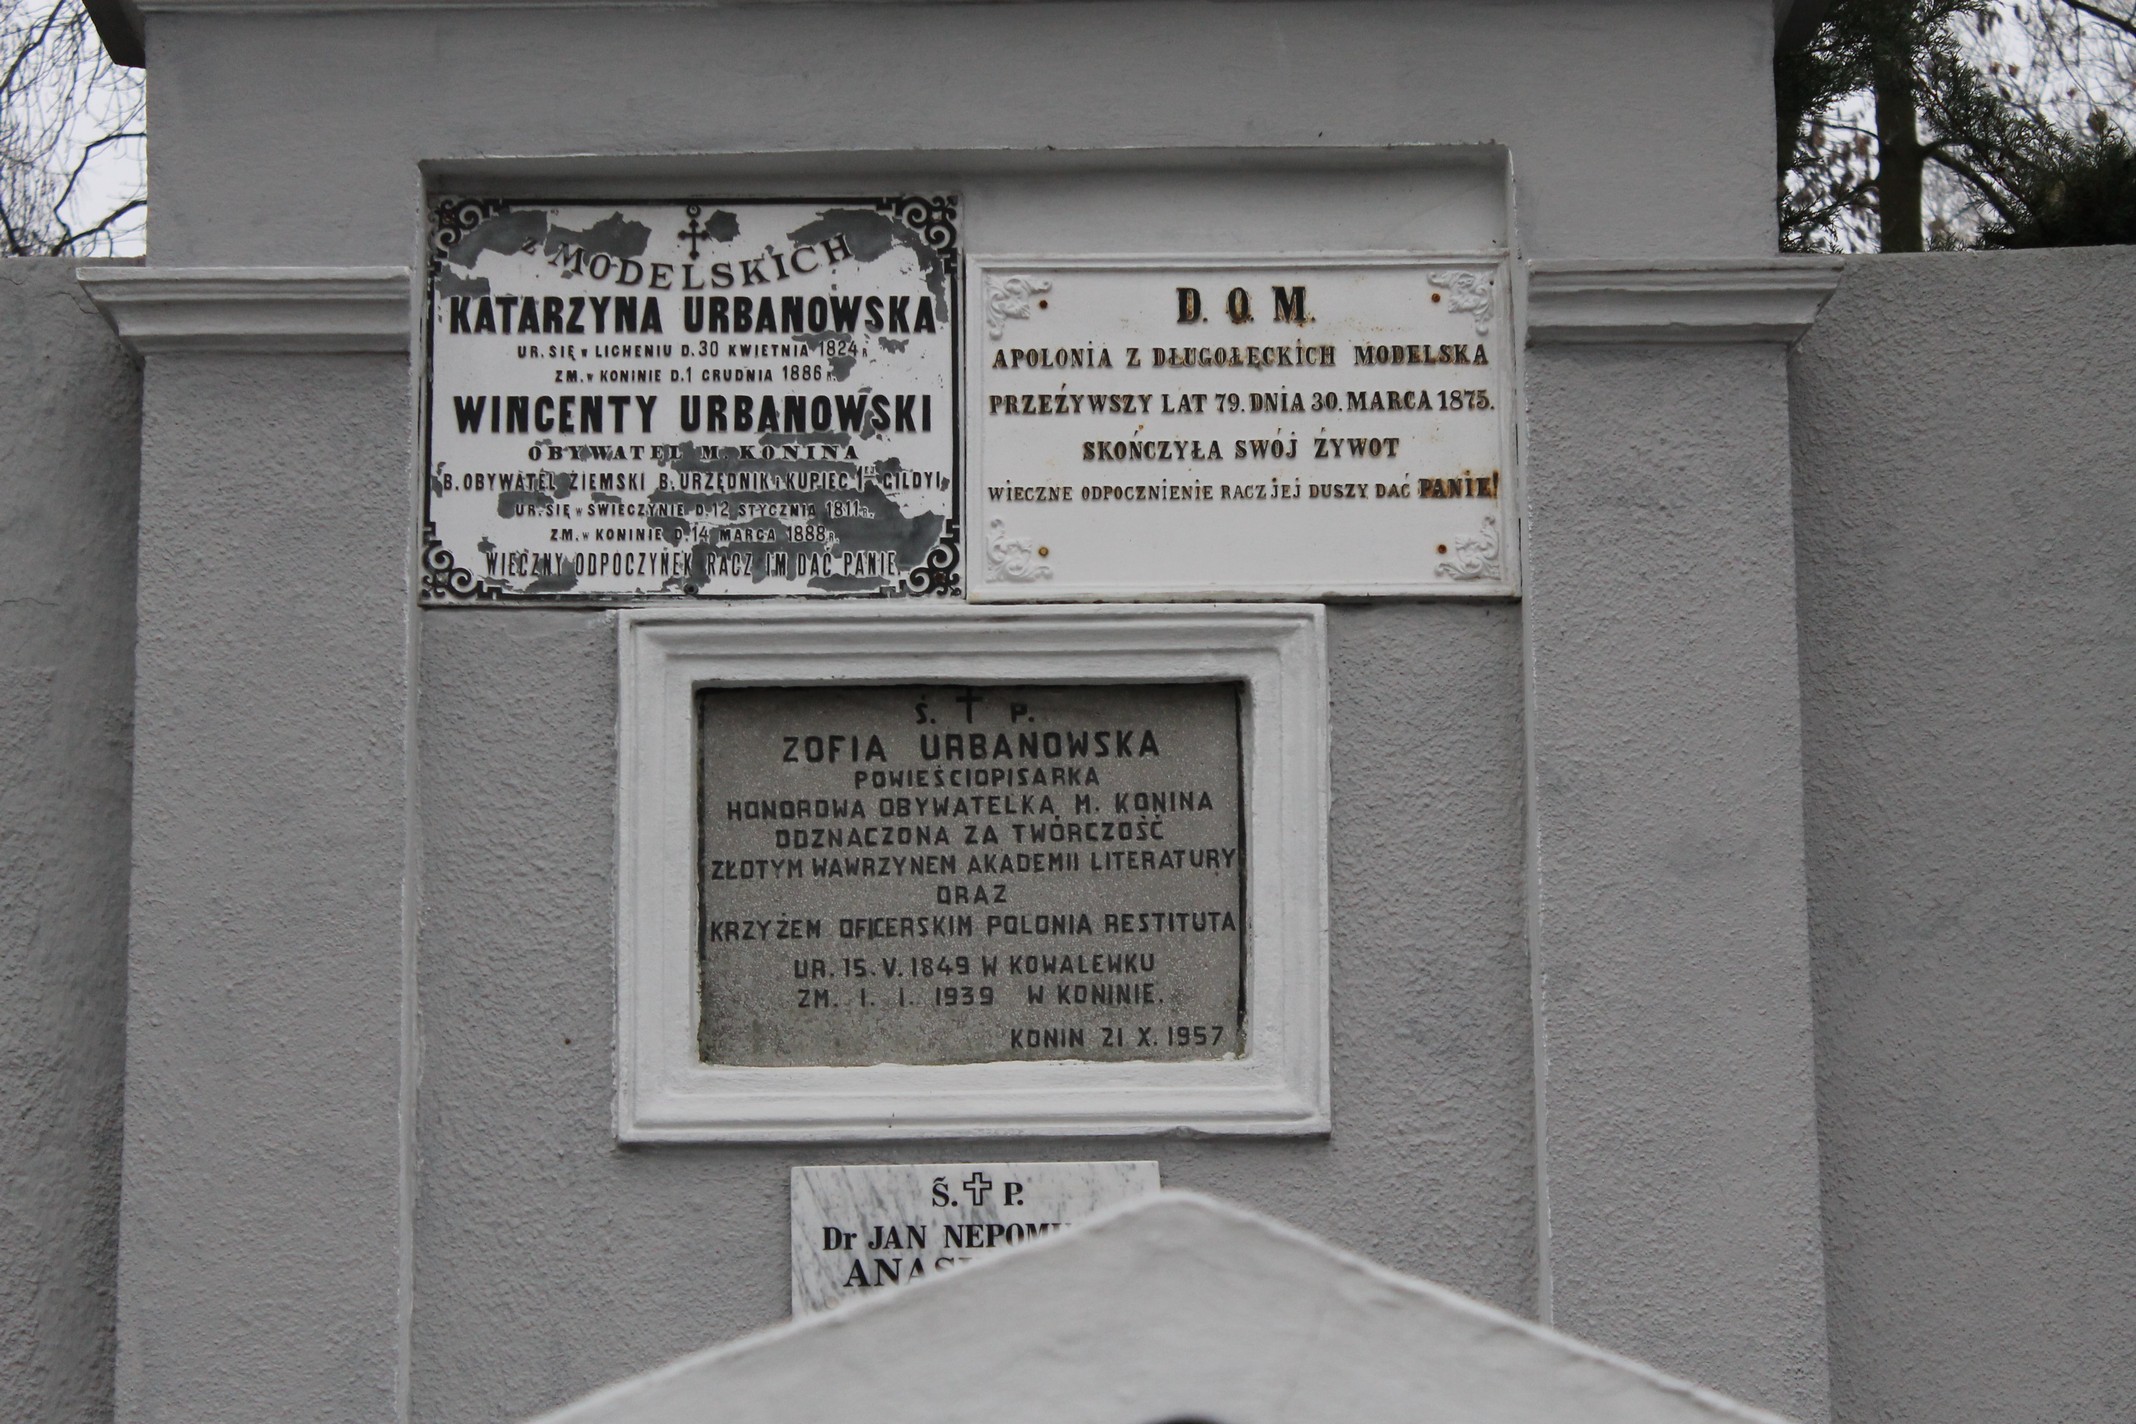 z MODELSKICH
KATARZYNA URBANOWSKA
UR. SIĘ w LICHENIU D. 30 KWIETNIA 1824 r.
ZM. w KONINIE D. 1 GRUDNIA 1886 r.
WINCENTY URBANOWSKI
OBYWATEL M. KONINA
B. OBYWATEL ZIEMSKI B. URZĘDNIK i KUPIEC 1EJ GILDYI
UR. SIĘ w ŚWIĘCZYNIE D. 12 STYCZNIA 1811 r.
ZM. w KONINIE D. 14 MARCA 1888 r.
WIECZNY ODPOCZYNEK RACZ IM DAĆ PANIE.
D. O. M.
APOLONIA Z DŁUGOŁĘCKICH MODELSKA
PRZEŻYWSZY LAT 79. DNIA 30. MARCA 1875.
SKOŃCZYŁA SWÓJ ŻYWOT
WIECZNE ODPOCZNIENIE RACZ JEJ DUSZY DAĆ PANIE!
Ś. P.
ZOFIA URBANOWSKA
POWIEŚCIOPISARKA
HONOROWA OBYWATELKA M. KONINA
ODZNACZONA ZA TWÓRCZOŚĆ
ZŁOTYM WAWRZYNEM AKADEMII LITERATURY
ORAZ
KRZYŻEM OFICERSKIM POLONIA RESTITUTA
UR. 15. V. 1849 W KOWALEWKU
ZM. 1. 1. 1939 W KONINIE.
KONIN 21 X. 1957
Ś. P.
Dr JAN